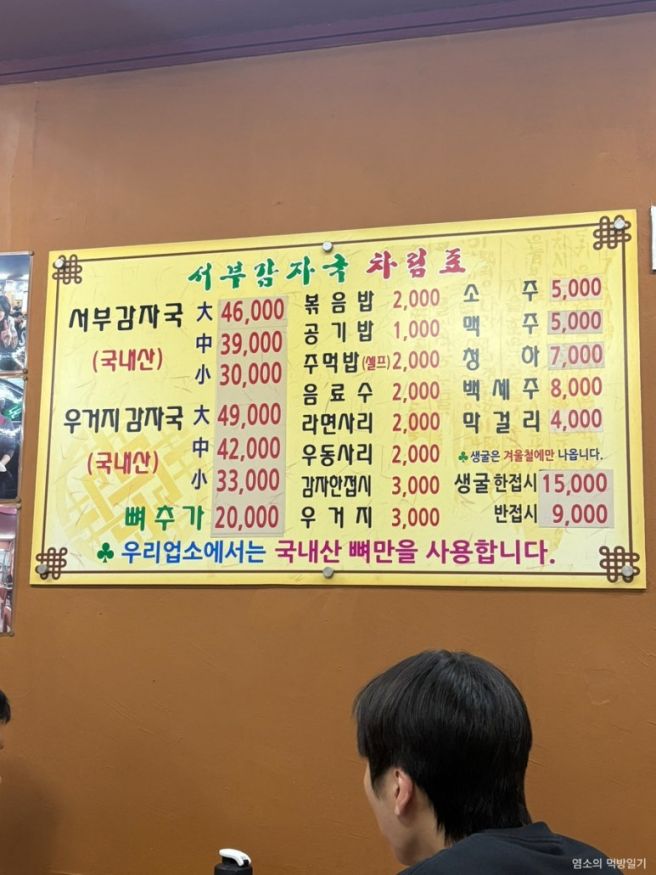 서부감자국 차림표
서부감자국 大 46,000
(국내산) 中 39,000
小 30,000
우거지감자국 大 49,000
(국내산) 中 42,000
小 33,000
뼈추가 20,000
볶음밥 2,000
공기밥 1,000
주먹밥(셀프) 2,000
음료수 2,000
라면사리 2,000
우동사리 2,000
감자한접시 3,000
우거지 3,000
소주 5,000
맥주 5,000
청하 7,000
백세주 8,000
막걸리 4,000
♣생굴은 겨울철에만 나옵니다.
생굴 한접시 15,000
반접시 9,000
♣ 우리업소에서는 국내산 뼈만을 사용합니다.
염소의 먹방일기